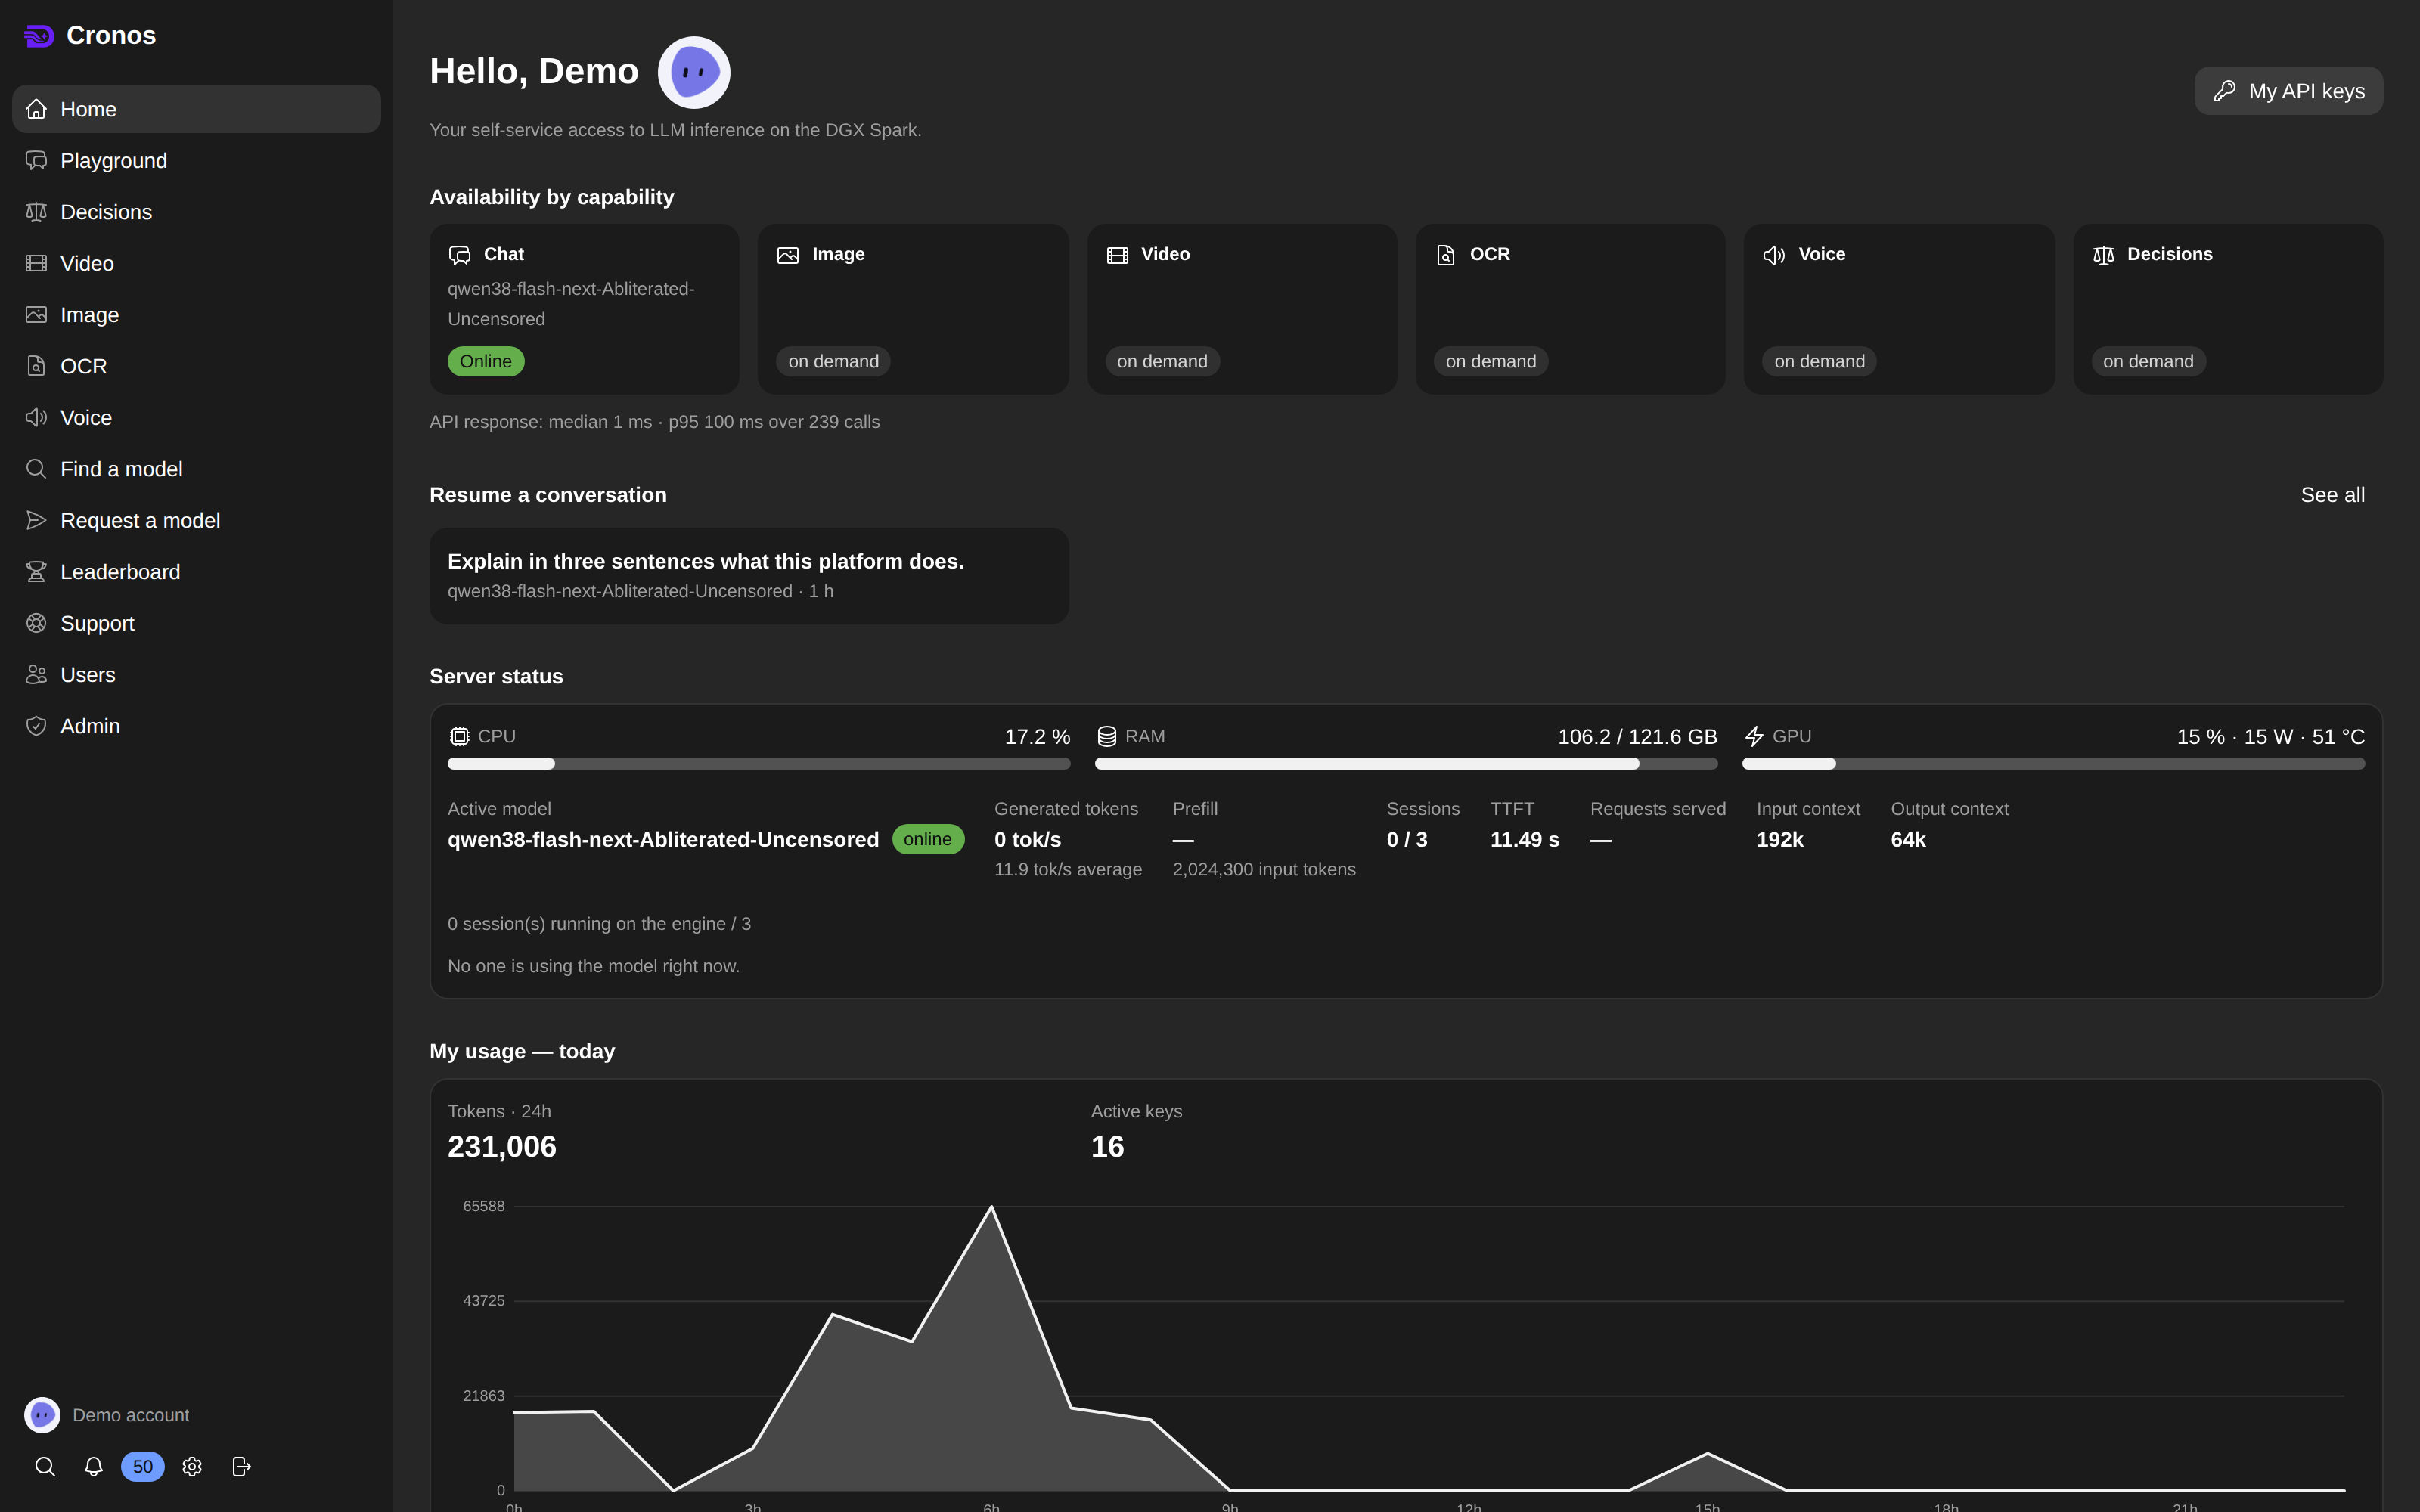 Cronos
Home
Playground
Decisions
Video
Image
OCR
Voice
Find a model
Request a model
Leaderboard
Support
Users
Admin
Demo account
50
Hello, Demo
Your self-service access to LLM inference on the DGX Spark.
My API keys
Availability by capability
Chat
qwen38-flash-next-Abliterated-
Uncensored
Online
Image
on demand
Video
on demand
OCR
on demand
Voice
on demand
Decisions
on demand
API response: median 1 ms · p95 100 ms over 239 calls
Resume a conversation
See all
Explain in three sentences what this platform does.
qwen38-flash-next-Abliterated-Uncensored · 1 h
Server status
CPU
17.2 %
RAM
106.2 / 121.6 GB
GPU
15 % · 15 W · 51 °C
Active model
qwen38-flash-next-Abliterated-Uncensored
online
Generated tokens
0 tok/s
11.9 tok/s average
Prefill
—
2,024,300 input tokens
Sessions
0 / 3
TTFT
11.49 s
Requests served
—
Input context
192k
Output context
64k
0 session(s) running on the engine / 3
No one is using the model right now.
My usage — today
Tokens · 24h
231,006
Active keys
16
65588
43725
21863
0
0h
3h
6h
9h
12h
15h
18h
21h